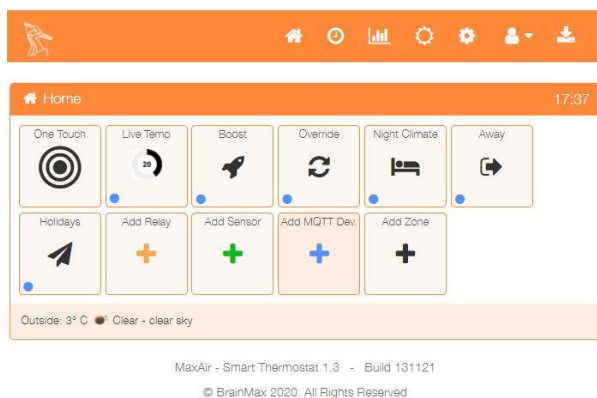 Home 17:37
One Touch Live Temp Boost Override Night Climate Away
20
Holidays Add Relay Add Sensor Add MQTT Dev. Add Zone
Outside: 3° C Clear - clear sky
MaxAir - Smart Thermostat 1.3 - Build 131121
© BrainMax 2020. All Rights Reserved